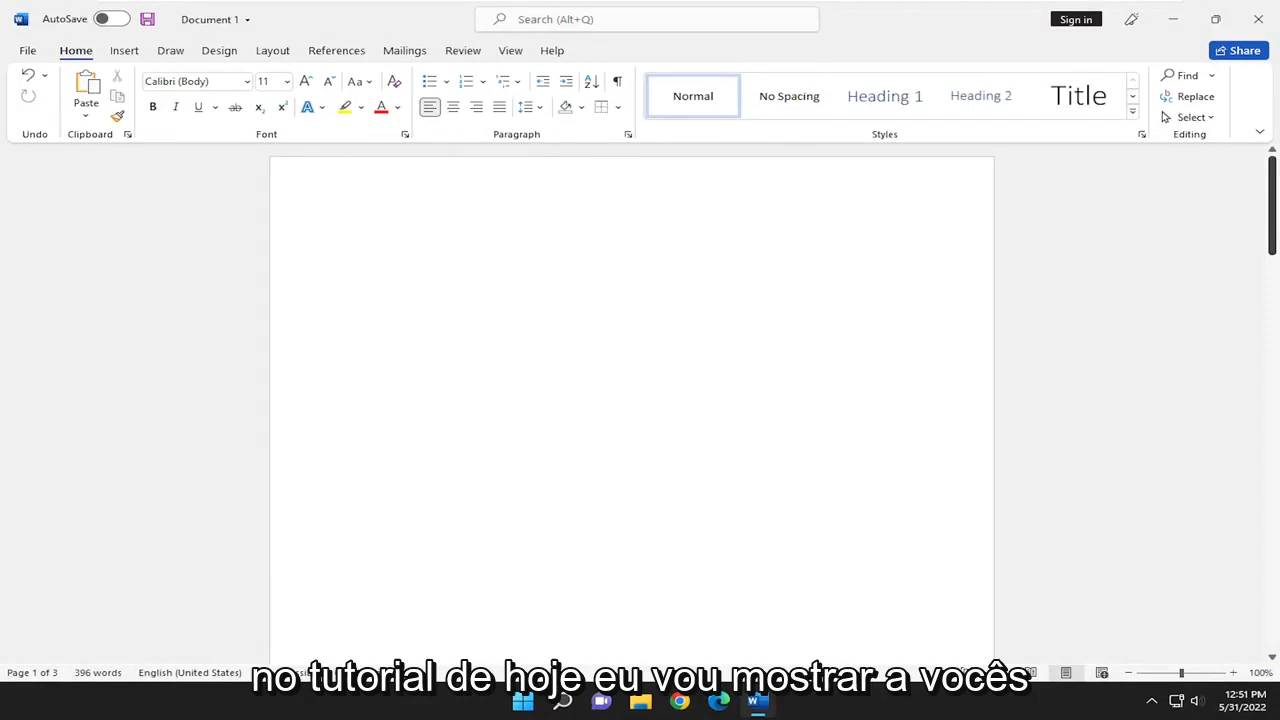 AutoSave Document 1 Search (Alt+Q) Sign in
File Home Insert Draw Design Layout References Mailings Review View Help Share
Calibri (Body) 11 Aa Find
Paste Normal No Spacing Heading 1 Heading 2 Title Replace
Select
Undo Clipboard Font Paragraph Styles Editing
Page 1 of 3 396 words English (United States) 100%
no tutorial de hoje eu vou mostrar a vocês
12:51 PM
5/31/2022